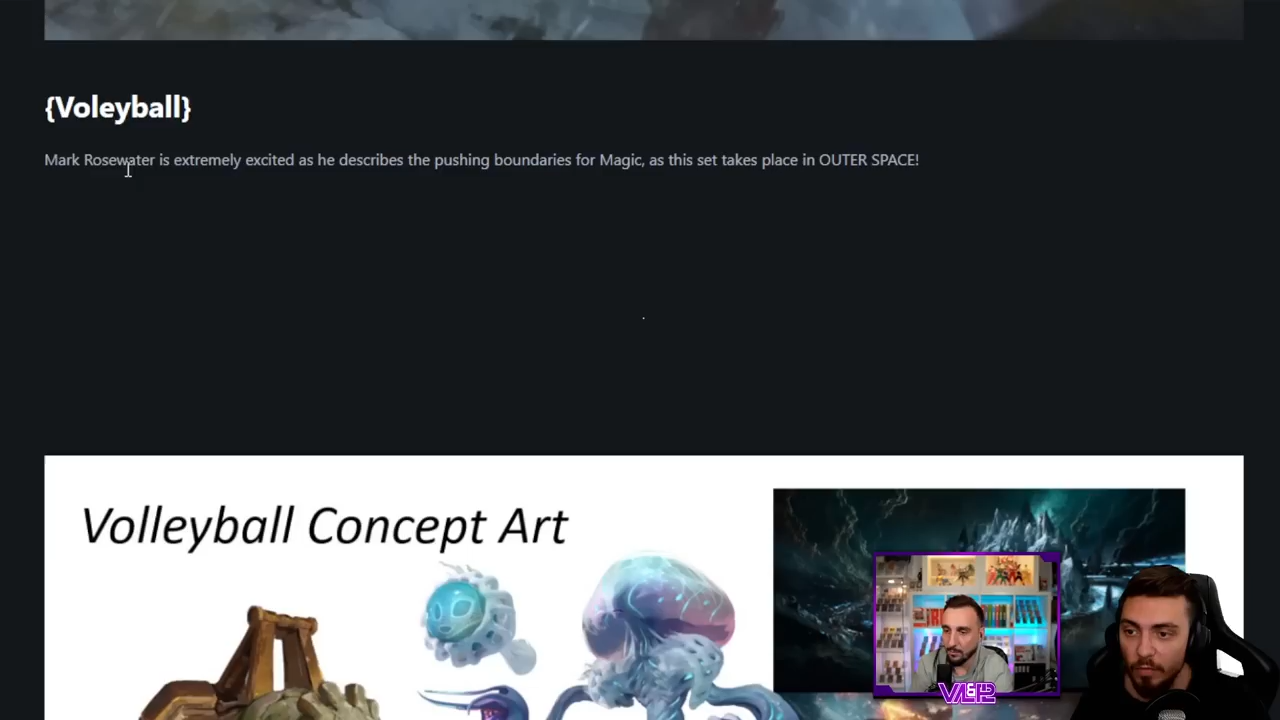 {Voleyball}
Mark Rosewater is extremely excited as he describes the pushing boundaries for Magic, as this set takes place in OUTER SPACE!
Volleyball Concept Art